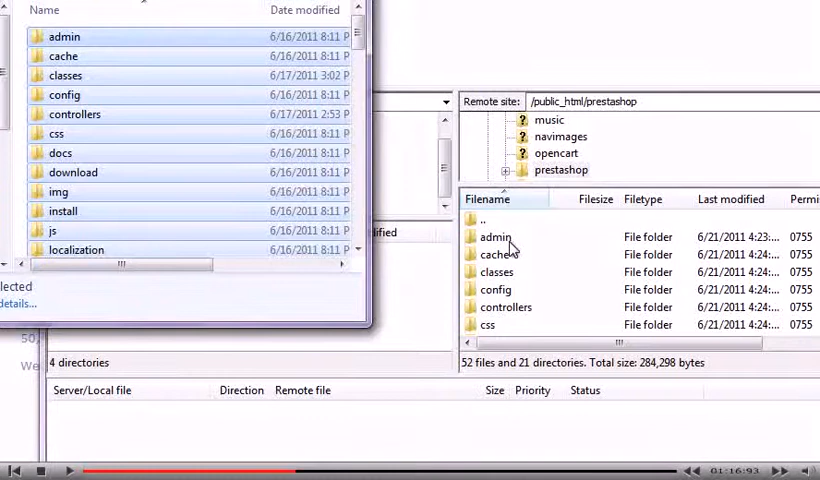 Name Date modified
admin 6/16/2011 8:11 P
cache 6/16/2011 8:11 P
classes 6/17/2011 3:02 P
config 6/16/2011 8:11 P
controllers 6/17/2011 2:53 P
css 6/16/2011 8:11 P
docs 6/16/2011 8:11 P
download 6/16/2011 8:11 P
img 6/16/2011 8:11 P
install 6/16/2011 8:11 P
js 6/16/2011 8:11 P
localization 6/16/2011 8:11 P
lected
details...
50,
We
Remote site: /public_html/prestashop
music
navimages
opencart
prestashop
dified
Filename Filesize Filetype Last modified Permi
..
admin File folder 6/21/2011 4:23:... 0755
cache File folder 6/21/2011 4:24:... 0755
classes File folder 6/21/2011 4:24:... 0755
config File folder 6/21/2011 4:24:... 0755
controllers File folder 6/21/2011 4:24:... 0755
css File folder 6/21/2011 4:24:... 0755
4 directories
52 files and 21 directories. Total size: 284,298 bytes
Server/Local file Direction Remote file Size Priority Status
01:16:93